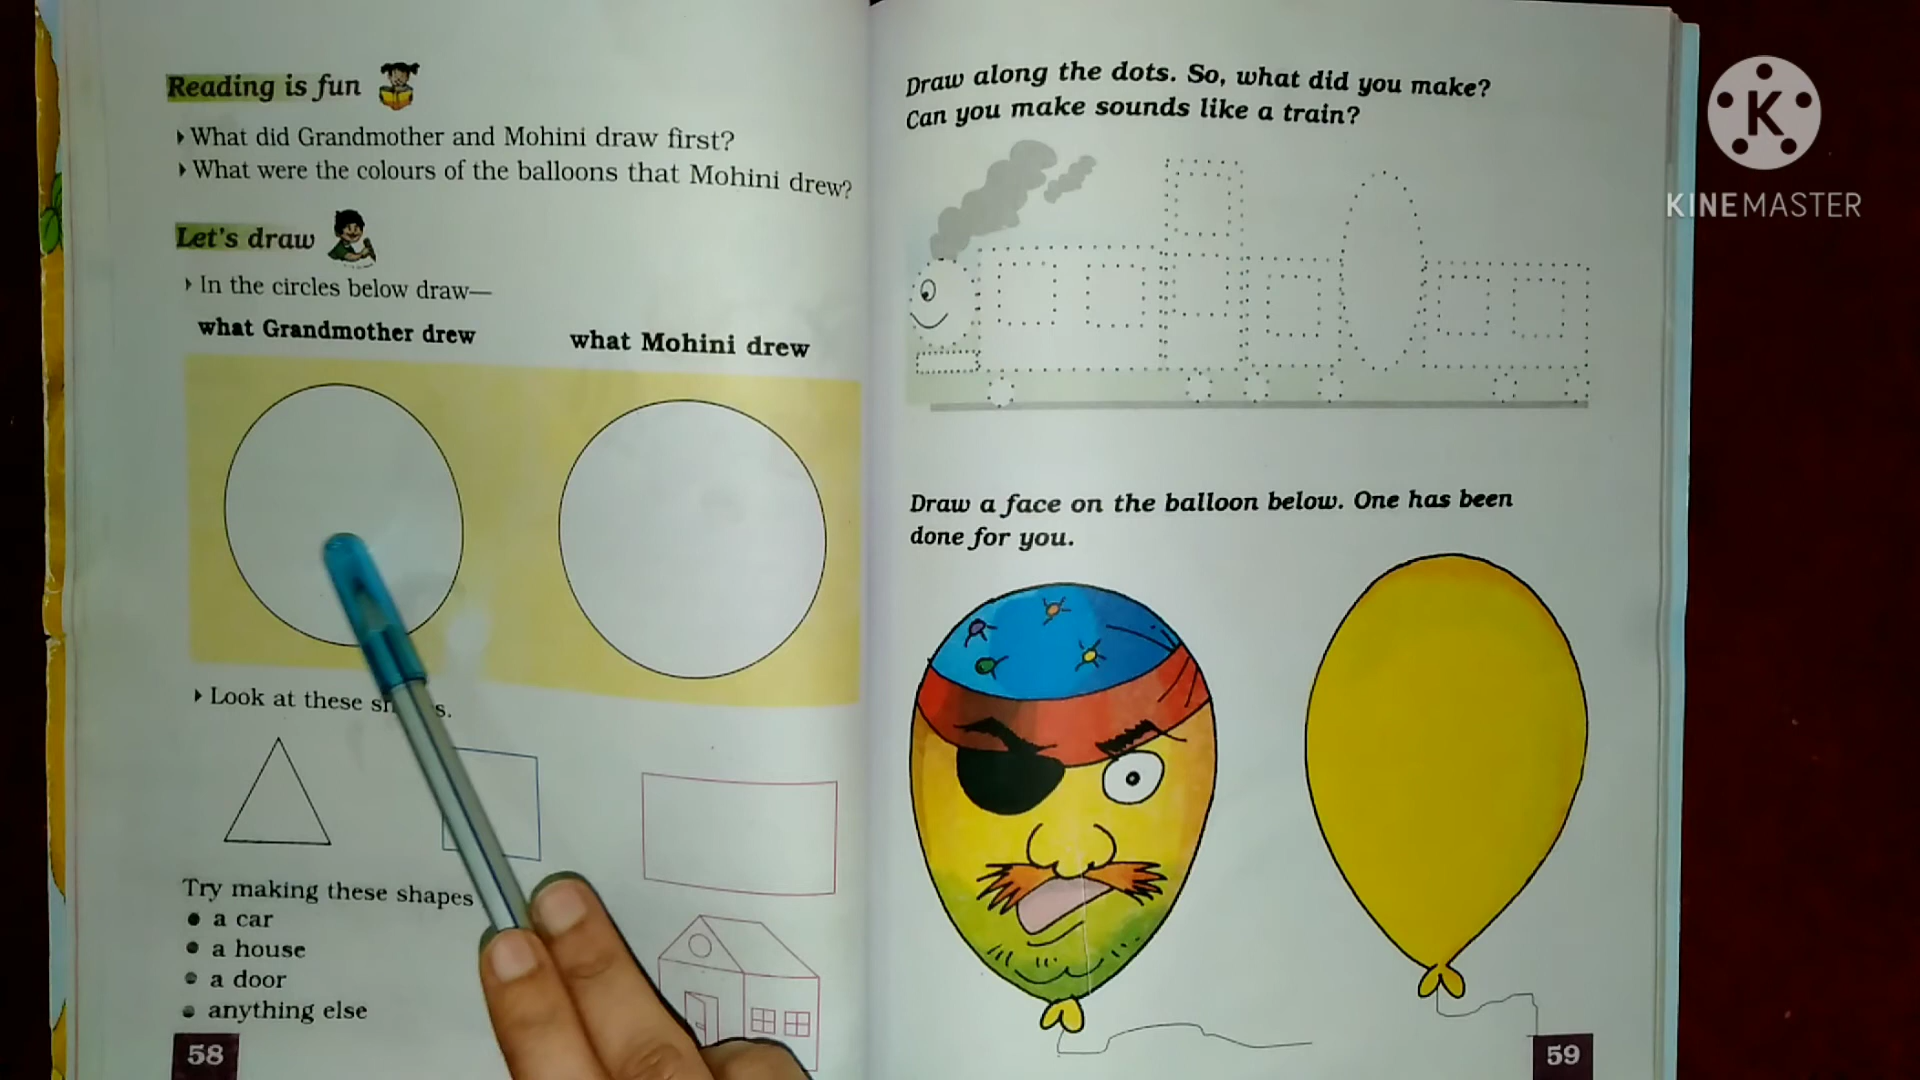 Reading is fun
What did Grandmother and Mohini draw first?
What were the colours of the balloons that Mohini drew?
Let's draw
In the circles below draw—
what Grandmother drew
what Mohini drew
Look at these
Try making these shapes
a car
a house
a door
anything else
58
Draw along the dots. So, what did you make?
Can you make sounds like a train?
Draw a face on the balloon below. One has been
done for you.
59
K
KINEMASTER